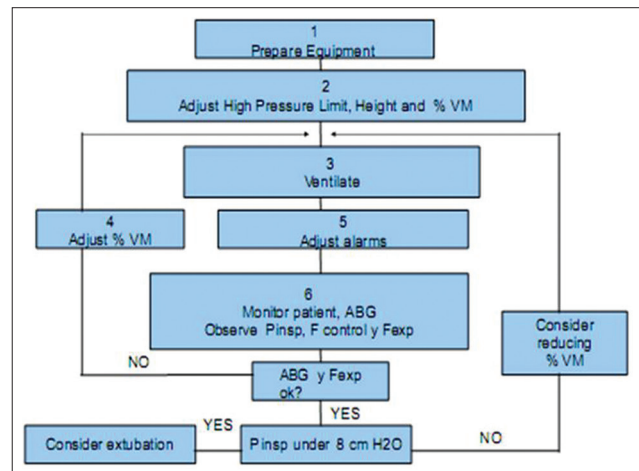 1
Prepare Equipment
2
Adjust High Pressure Limit, Height and % VM
3
Ventilate
4
Adjust % VM
5
Adjust alarms
6
Monitor patient, ABG
Observe Pinsp, F control y Fexp
Consider
reducing
% VM
NO
ABG y Fexp
ok?
YES
YES
Consider extubation
Pinsp under 8 cm H2O
NO